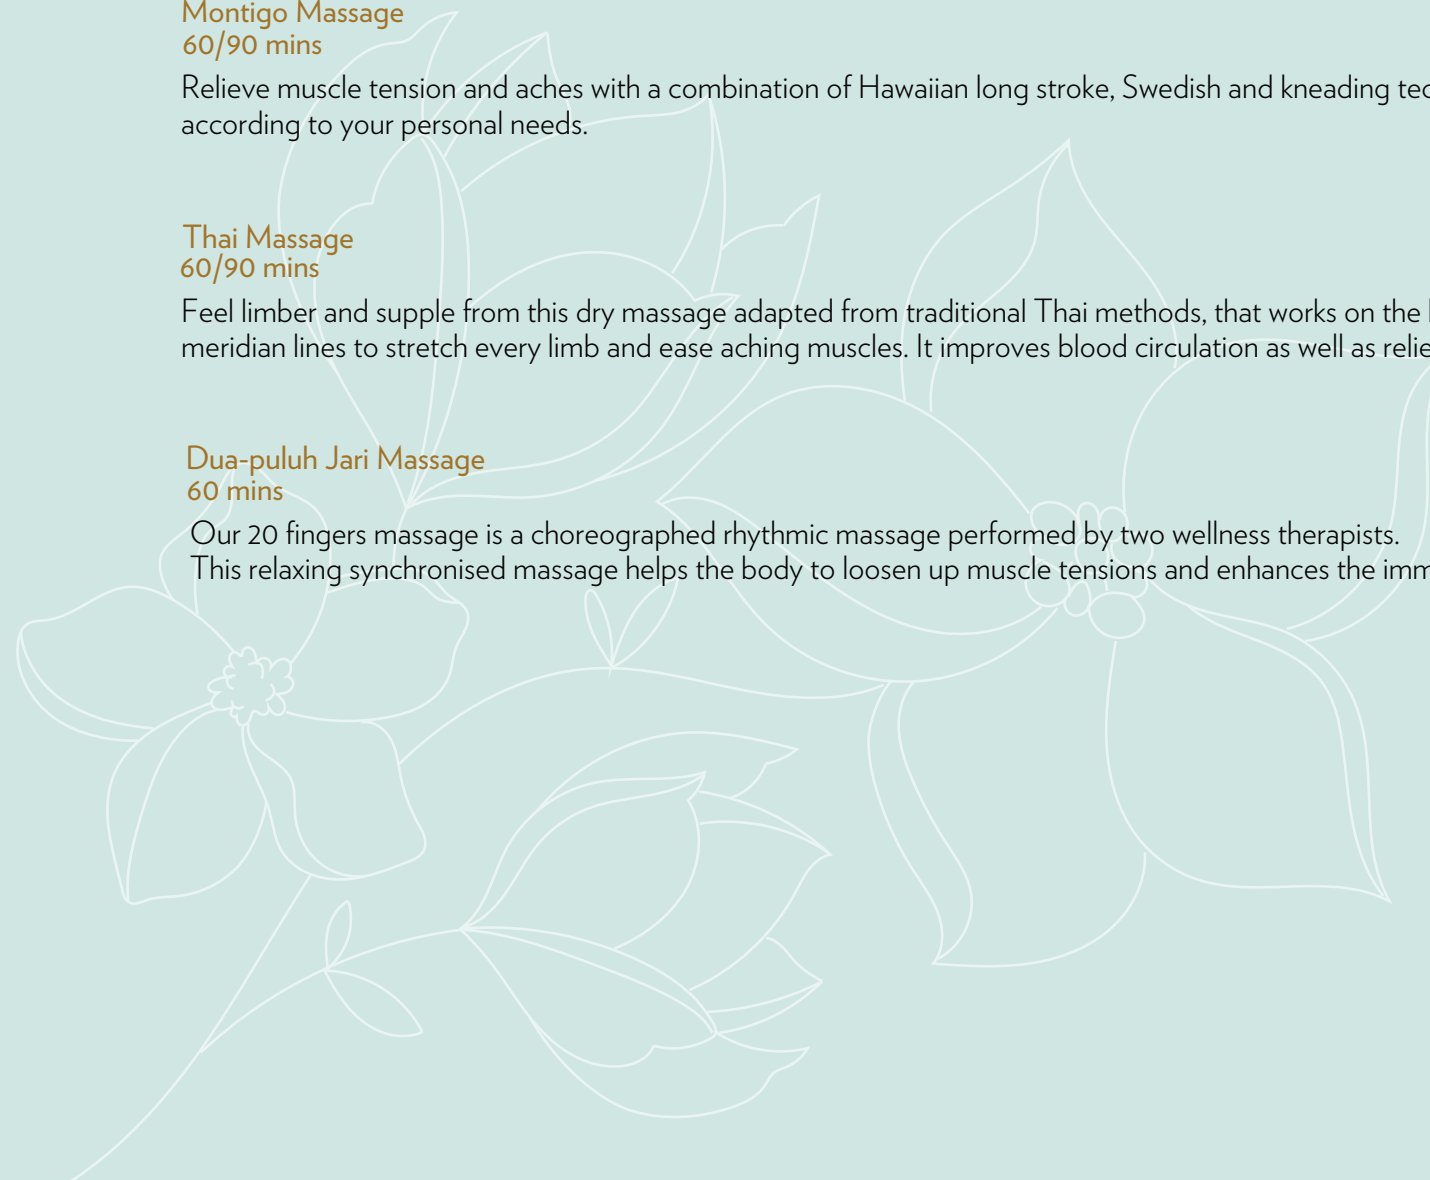 Montigo Massage
60/90 mins
Relieve muscle tension and aches with a combination of Hawaiian long stroke, Swedish and kneading
according to your personal needs.
Thai Massage
60/90 mins
Feel limber and supple from this dry massage adapted from traditional Thai methods, that works on the
meridian lines to stretch every limb and ease aching muscles. It improves blood circulation as well as
Dua-puluh Jari Massage
60 mins
Our 20 fingers massage is a choreographed rhythmic massage performed by two wellness therapists.
This relaxing synchronised massage helps the body to loosen up muscle tensions and enhances the